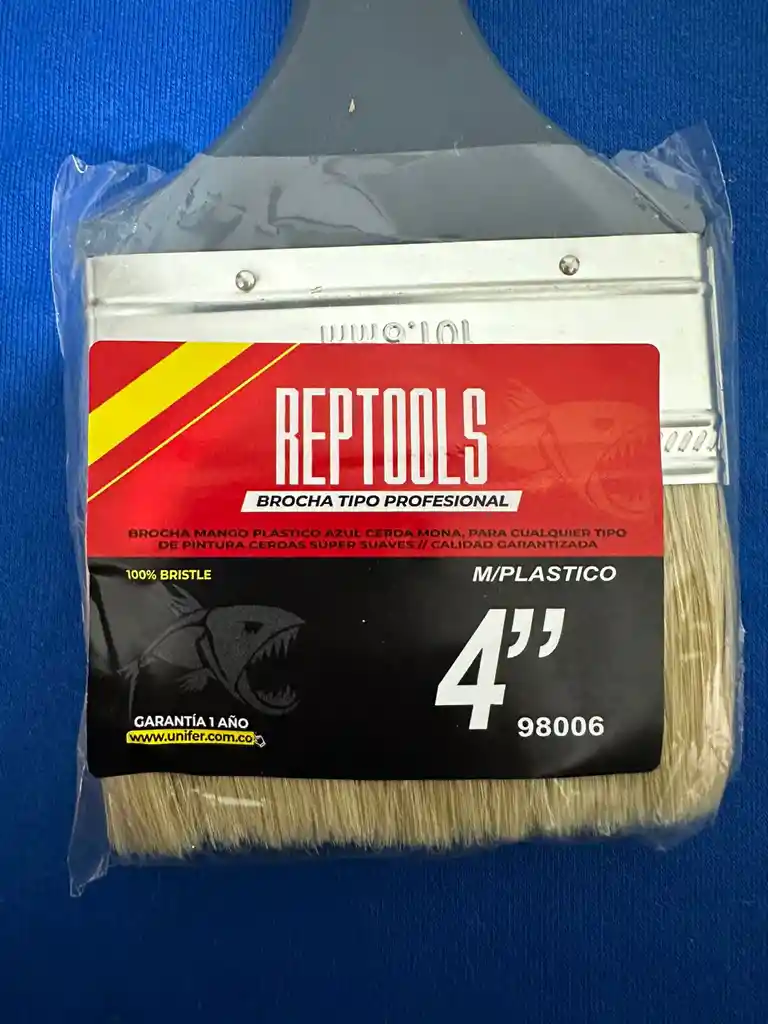 101.6mm
REPTOOLS
BROCHA TIPO PROFESIONAL
BROCHA MANGO PLASTICO AZUL CERDA MONA, PARA CUALQUIER TIPO
DE PINTURA CERDAS SUPER SUAVES // CALIDAD GARANTIZADA
100% BRISTLE
M/PLASTICO
4”
98006
GARANTÍA 1 AÑO
www.unifer.com.co